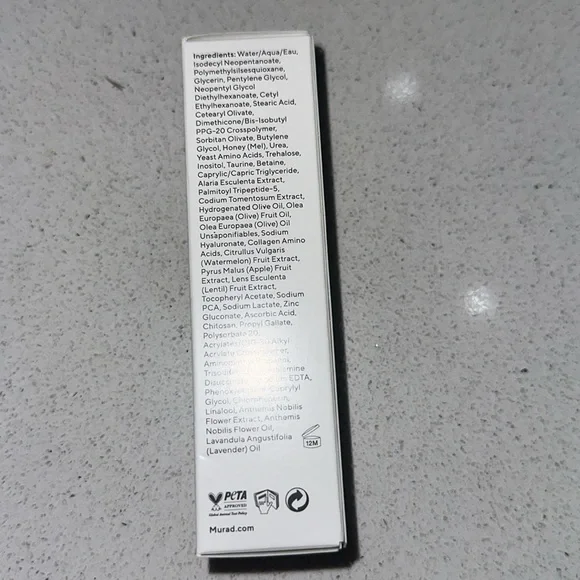 Ingredients: Water/Aqua/Eau,
Isodecyl Neopentanoate,
Polymethylsilsesquioxane,
Glycerin, Pentylene Glycol,
Neopentyl Glycol
Diethylhexanoate, Cetyl
Ethylhexanoate, Stearic Acid,
Cetearyl Olivate,
Dimethicone/Bis-Isobutyl
PPG-20 Crosspolymer,
Sorbitan Olivate, Butylene
Glycol, Honey (Mel), Urea,
Yeast Amino Acids, Trehalose,
Inositol, Taurine, Betaine,
Caprylic/Capric Triglyceride,
Alaria Esculenta Extract,
Palmitoyl Tripeptide-5,
Codium Tomentosum Extract,
Hydrogenated Olive Oil, Olea
Europaea (Olive) Fruit Oil,
Olea Europaea (Olive) Oil
Unsaponifiables, Sodium
Hyaluronate, Collagen Amino
Acids, Citrullus Vulgaris
(Watermelon) Fruit Extract,
Pyrus Malus (Apple) Fruit
Extract, Lens Esculenta
(Lentil) Fruit Extract,
Tocopheryl Acetate, Sodium
PCA, Sodium Lactate, Zinc
Gluconate, Ascorbic Acid,
Chitosan, Propyl Gallate,
Polysorbate 20,
Alkyl
Acrylate
EDTA,
Glycol,
Linalool, Anthemis Nobilis
Flower Extract, Anthemis
Nobilis Flower Oil,
Lavandula Angustifolia
(Lavender) Oil
12M
PETA
APPROVED
Global Animal Test Policy
Murad.com